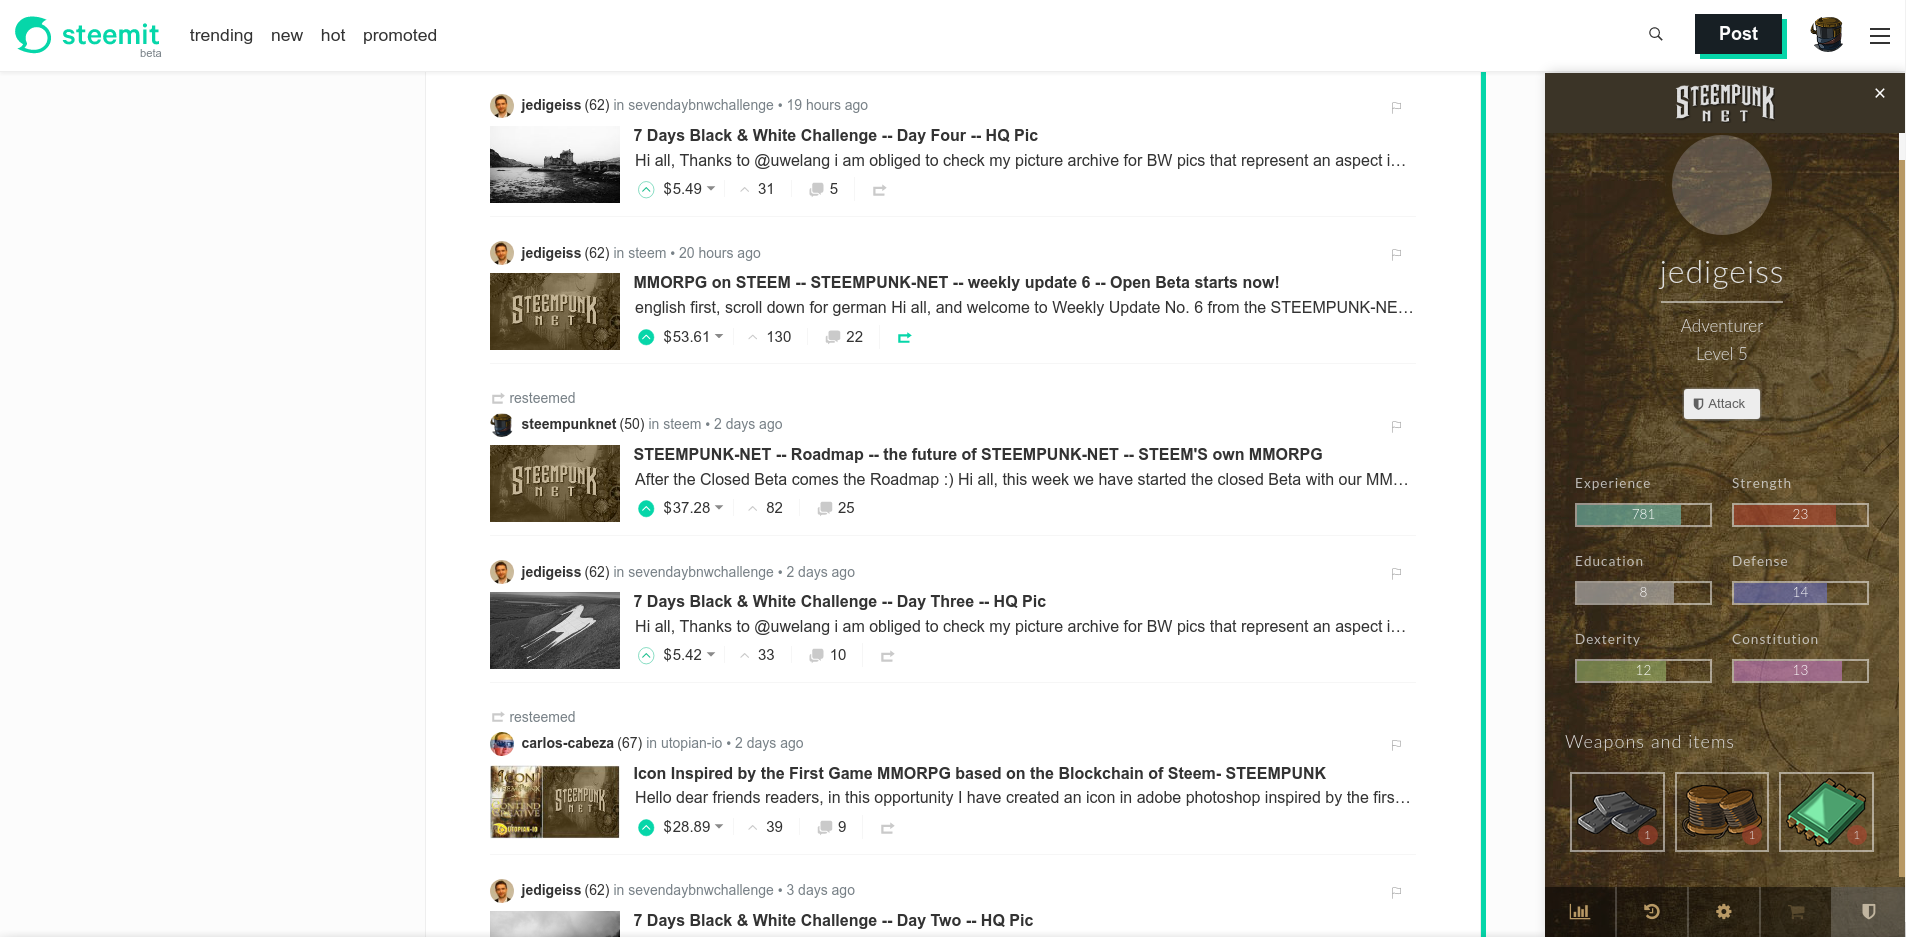 steemit
beta
trending new hot promoted
Post
jedigeiss (62) in sevendaybnwchallenge • 19 hours ago
7 Days Black & White Challenge -- Day Four -- HQ Pic
Hi all, Thanks to @uwelang i am obliged to check my picture archive for BW pics that represent an aspect i…
$5.49 31 5
jedigeiss (62) in steem • 20 hours ago
STEEMPUNK
NET
MMORPG on STEEM -- STEEMPUNK-NET -- weekly update 6 -- Open Beta starts now!
english first, scroll down for german Hi all, and welcome to Weekly Update No. 6 from the STEEMPUNK-NE…
$53.61 130 22
resteemed
steempunknet (50) in steem • 2 days ago
STEEMPUNK
NET
STEEMPUNK-NET -- Roadmap -- the future of STEEMPUNK-NET -- STEEM'S own MMORPG
After the Closed Beta comes the Roadmap :) Hi all, this week we have started the closed Beta with our MM…
$37.28 82 25
jedigeiss (62) in sevendaybnwchallenge • 2 days ago
7 Days Black & White Challenge -- Day Three -- HQ Pic
Hi all, Thanks to @uwelang i am obliged to check my picture archive for BW pics that represent an aspect i…
$5.42 33 10
resteemed
carlos-cabeza (67) in utopian-io • 2 days ago
ICON
STEEMPUNK
CONTEND
CREATIVE
UTOPIAN-IO
STEEMPUNK
NET
Icon Inspired by the First Game MMORPG based on the Blockchain of Steem- STEEMPUNK
Hello dear friends readers, in this opportunity I have created an icon in adobe photoshop inspired by the firs…
$28.89 39 9
jedigeiss (62) in sevendaybnwchallenge • 3 days ago
7 Days Black & White Challenge -- Day Two -- HQ Pic
STEEMPUNK
NET
×
jedigeiss
Adventurer
Level 5
Attack
Experience Strength
781 23
Education Defense
8 14
Dexterity Constitution
12 13
Weapons and items
1 1 1